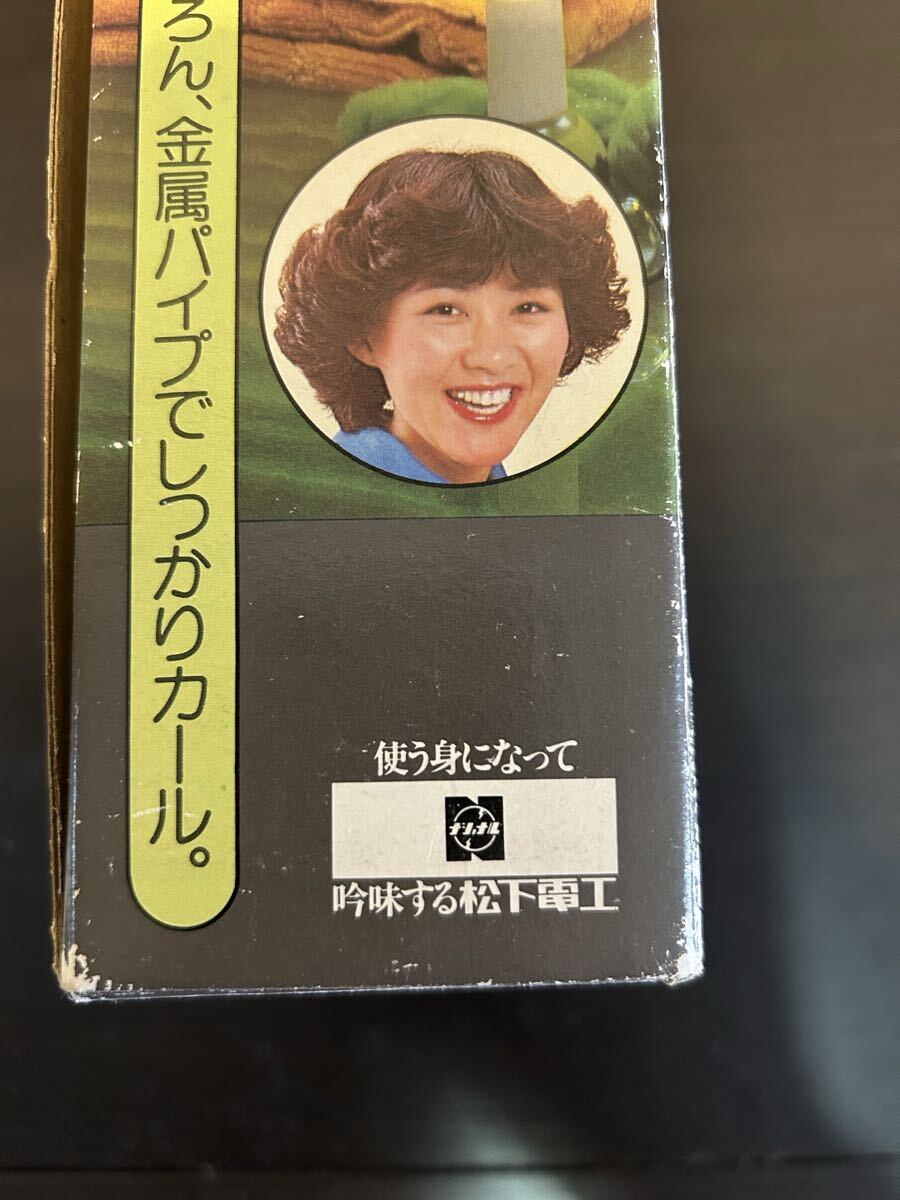 ろん、金属パイプでしっかりカール。
使う身になって
ナショナル
吟味する松下電工